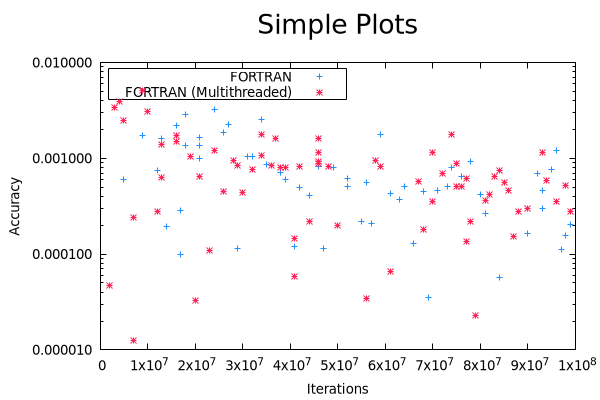 Simple Plots
0.010000
FORTRAN
FORTRAN (Multithreaded)
0.001000
Accuracy
0.000100
0.000010
0 1x10⁷ 2x10⁷ 3x10⁷ 4x10⁷ 5x10⁷ 6x10⁷ 7x10⁷ 8x10⁷ 9x10⁷ 1x10⁸
Iterations